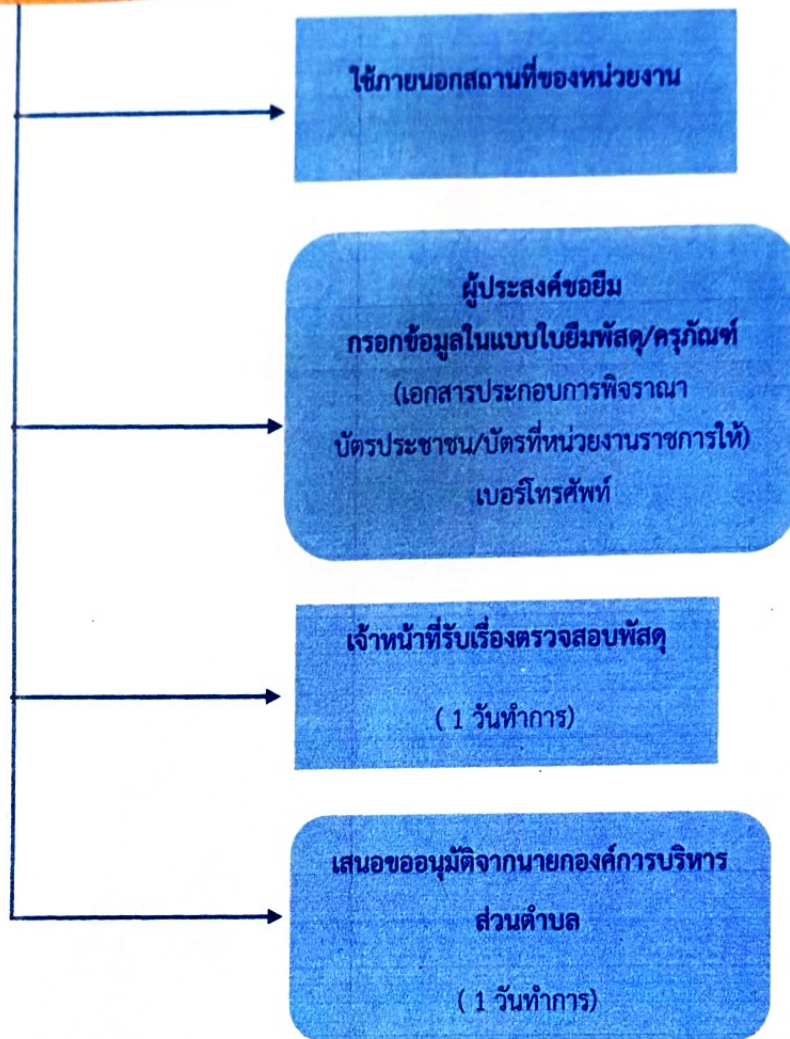 ใช้ภายนอกสถานที่ของหน่วยงาน
ผู้ประสงค์ขอยืม
กรอกข้อมูลในแบบใบยืมพัสดุ/ครุภัณฑ์
(เอกสารประกอบการพิจราณา
บัตรประชาชน/บัตรที่หน่วยงานราชการให้)
เบอร์โทรศัพท์
เจ้าหน้าที่รับเรื่องตรวจสอบพัสดุ
( 1 วันทำการ)
เสนอขออนุมัติจากนายกองค์การบริหาร
ส่วนตำบล
( 1 วันทำการ)